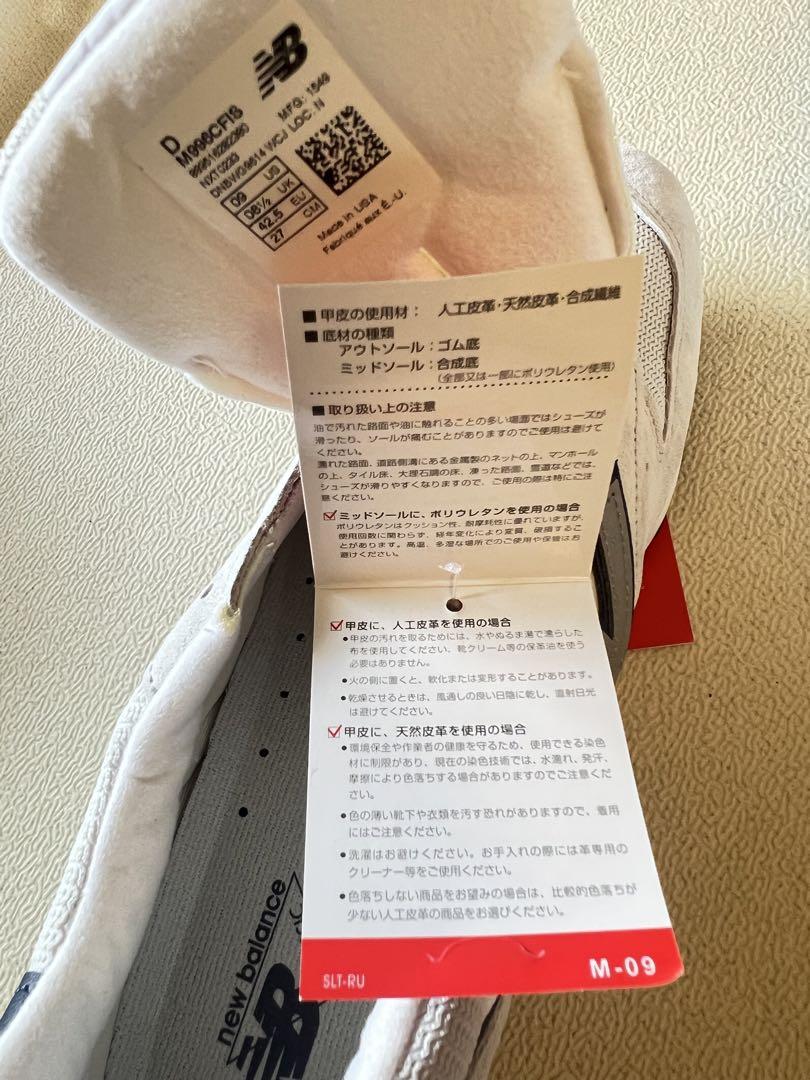 NB
D
M996CFIS
MFG: 1549
NXT0233
LOC: N
09 US
08½ UK
42.5 EU
27 CM
Made in USA
Fabriqué aux É.-U.
■ 甲皮の使用材： 人工皮革・天然皮革・合成繊維
■ 底材の種類
アウトソール：ゴム底
ミッドソール：合成底
（全部又は一部にポリウレタン使用）
■ 取り扱い上の注意
油で汚れた路面や油に触れることの多い場面ではシューズが
滑ったり、ソールが痛むことがありますのでご使用は避けて
ください。
濡れた路面、道路側溝にある金属製のネットの上、マンホール
の上、タイル床、大理石調の床、凍った路面、雪道などでは、
シューズが滑りやすくなりますので、ご使用の際は特にご注
意ください。
ミッドソールに、ポリウレタンを使用の場合
ポリウレタンはクッション性、耐摩耗性に優れていますが、
使用回数に関わらず、経年変化により変質、破損するこ
とがあります。高温、多湿な場所でのご使用や保管はお
避けください。
甲皮に、人工皮革を使用の場合
●甲皮の汚れを取るためには、水やぬるま湯で濡らした
布を使用してください、靴クリーム等の保革油を使う
必要はありません。
●火の側に置くと、軟化または変形することがあります。
●乾燥させるときは、風通しの良い日陰に乾し、直射日光
は避けてください。
甲皮に、天然皮革を使用の場合
●環境保全や作業者の健康を守るため、使用できる染色
材に制限があり、現在の染色技術では、水濡れ、発汗、
摩擦により色落ちする場合がありますのでご注意くだ
さい。
●色の薄い靴下や衣類を汚す恐れがありますので、着用
にはご注意ください。
●洗濯はお避けください。お手入れの際には革専用の
クリーナー等をご使用ください。
●色落ちしない商品をお望みの場合は、比較的色落ちが
少ない人工皮革の商品をお選びください。
SLT-RU
M-09
new balance
NB